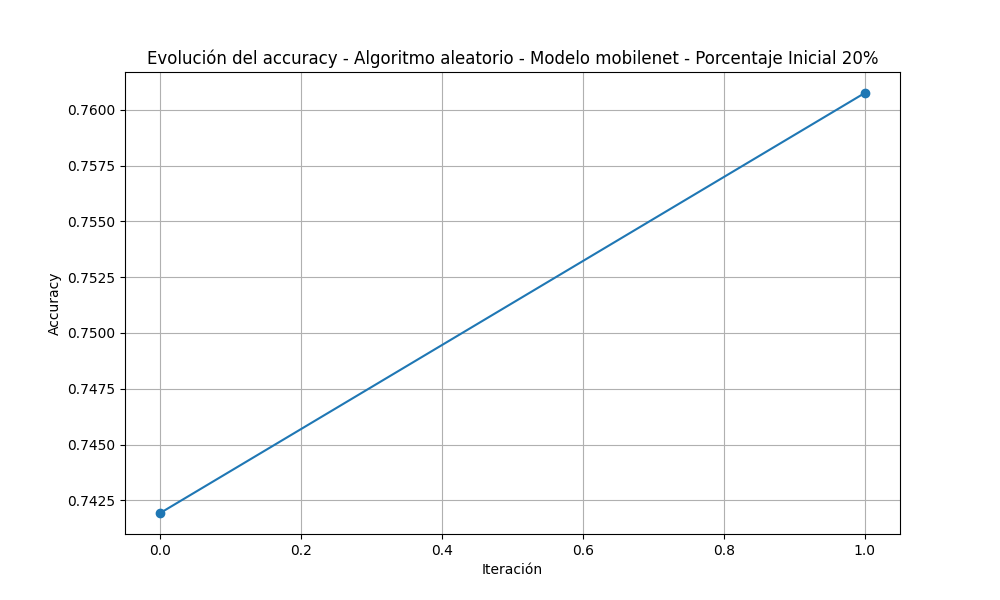 Evolución del accuracy - Algoritmo aleatorio - Modelo mobilenet - Porcentaje Inicial 20%
0.7600
0.7575
0.7550
0.7525
0.7500
0.7475
0.7450
0.7425
Accuracy
0.0 0.2 0.4 0.6 0.8 1.0
Iteración